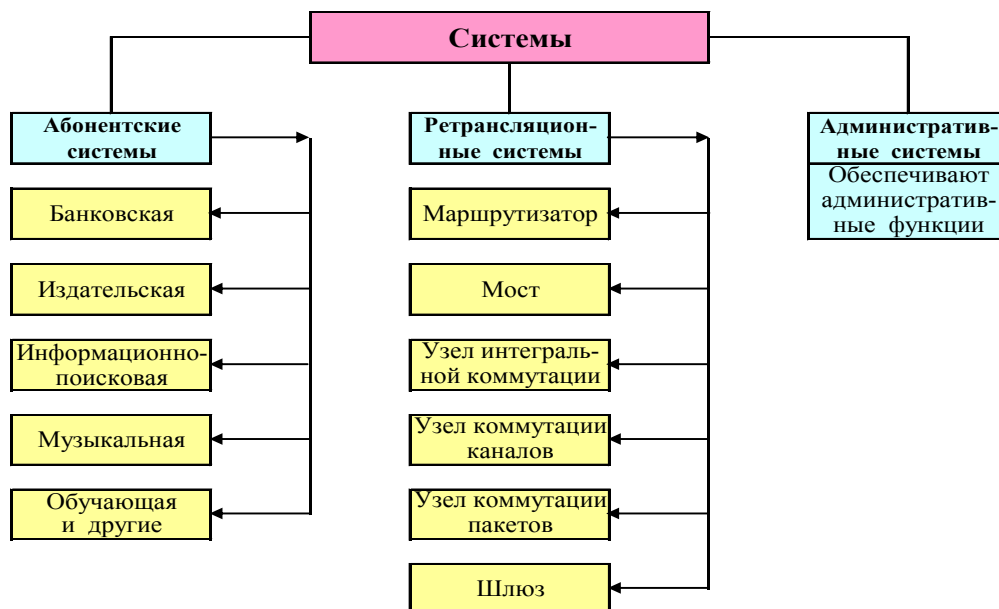 Системы
Абонентские
системы
Банковская
Издательская
Информационно-
поисковая
Музыкальная
Обучающая
и другие
Ретрансляцион-
ные системы
Маршрутизатор
Мост
Узел интеграль-
ной коммутации
Узел коммутации
каналов
Узел коммутации
пакетов
Шлюз
Административ-
ные системы
Обеспечивают
административ-
ные функции